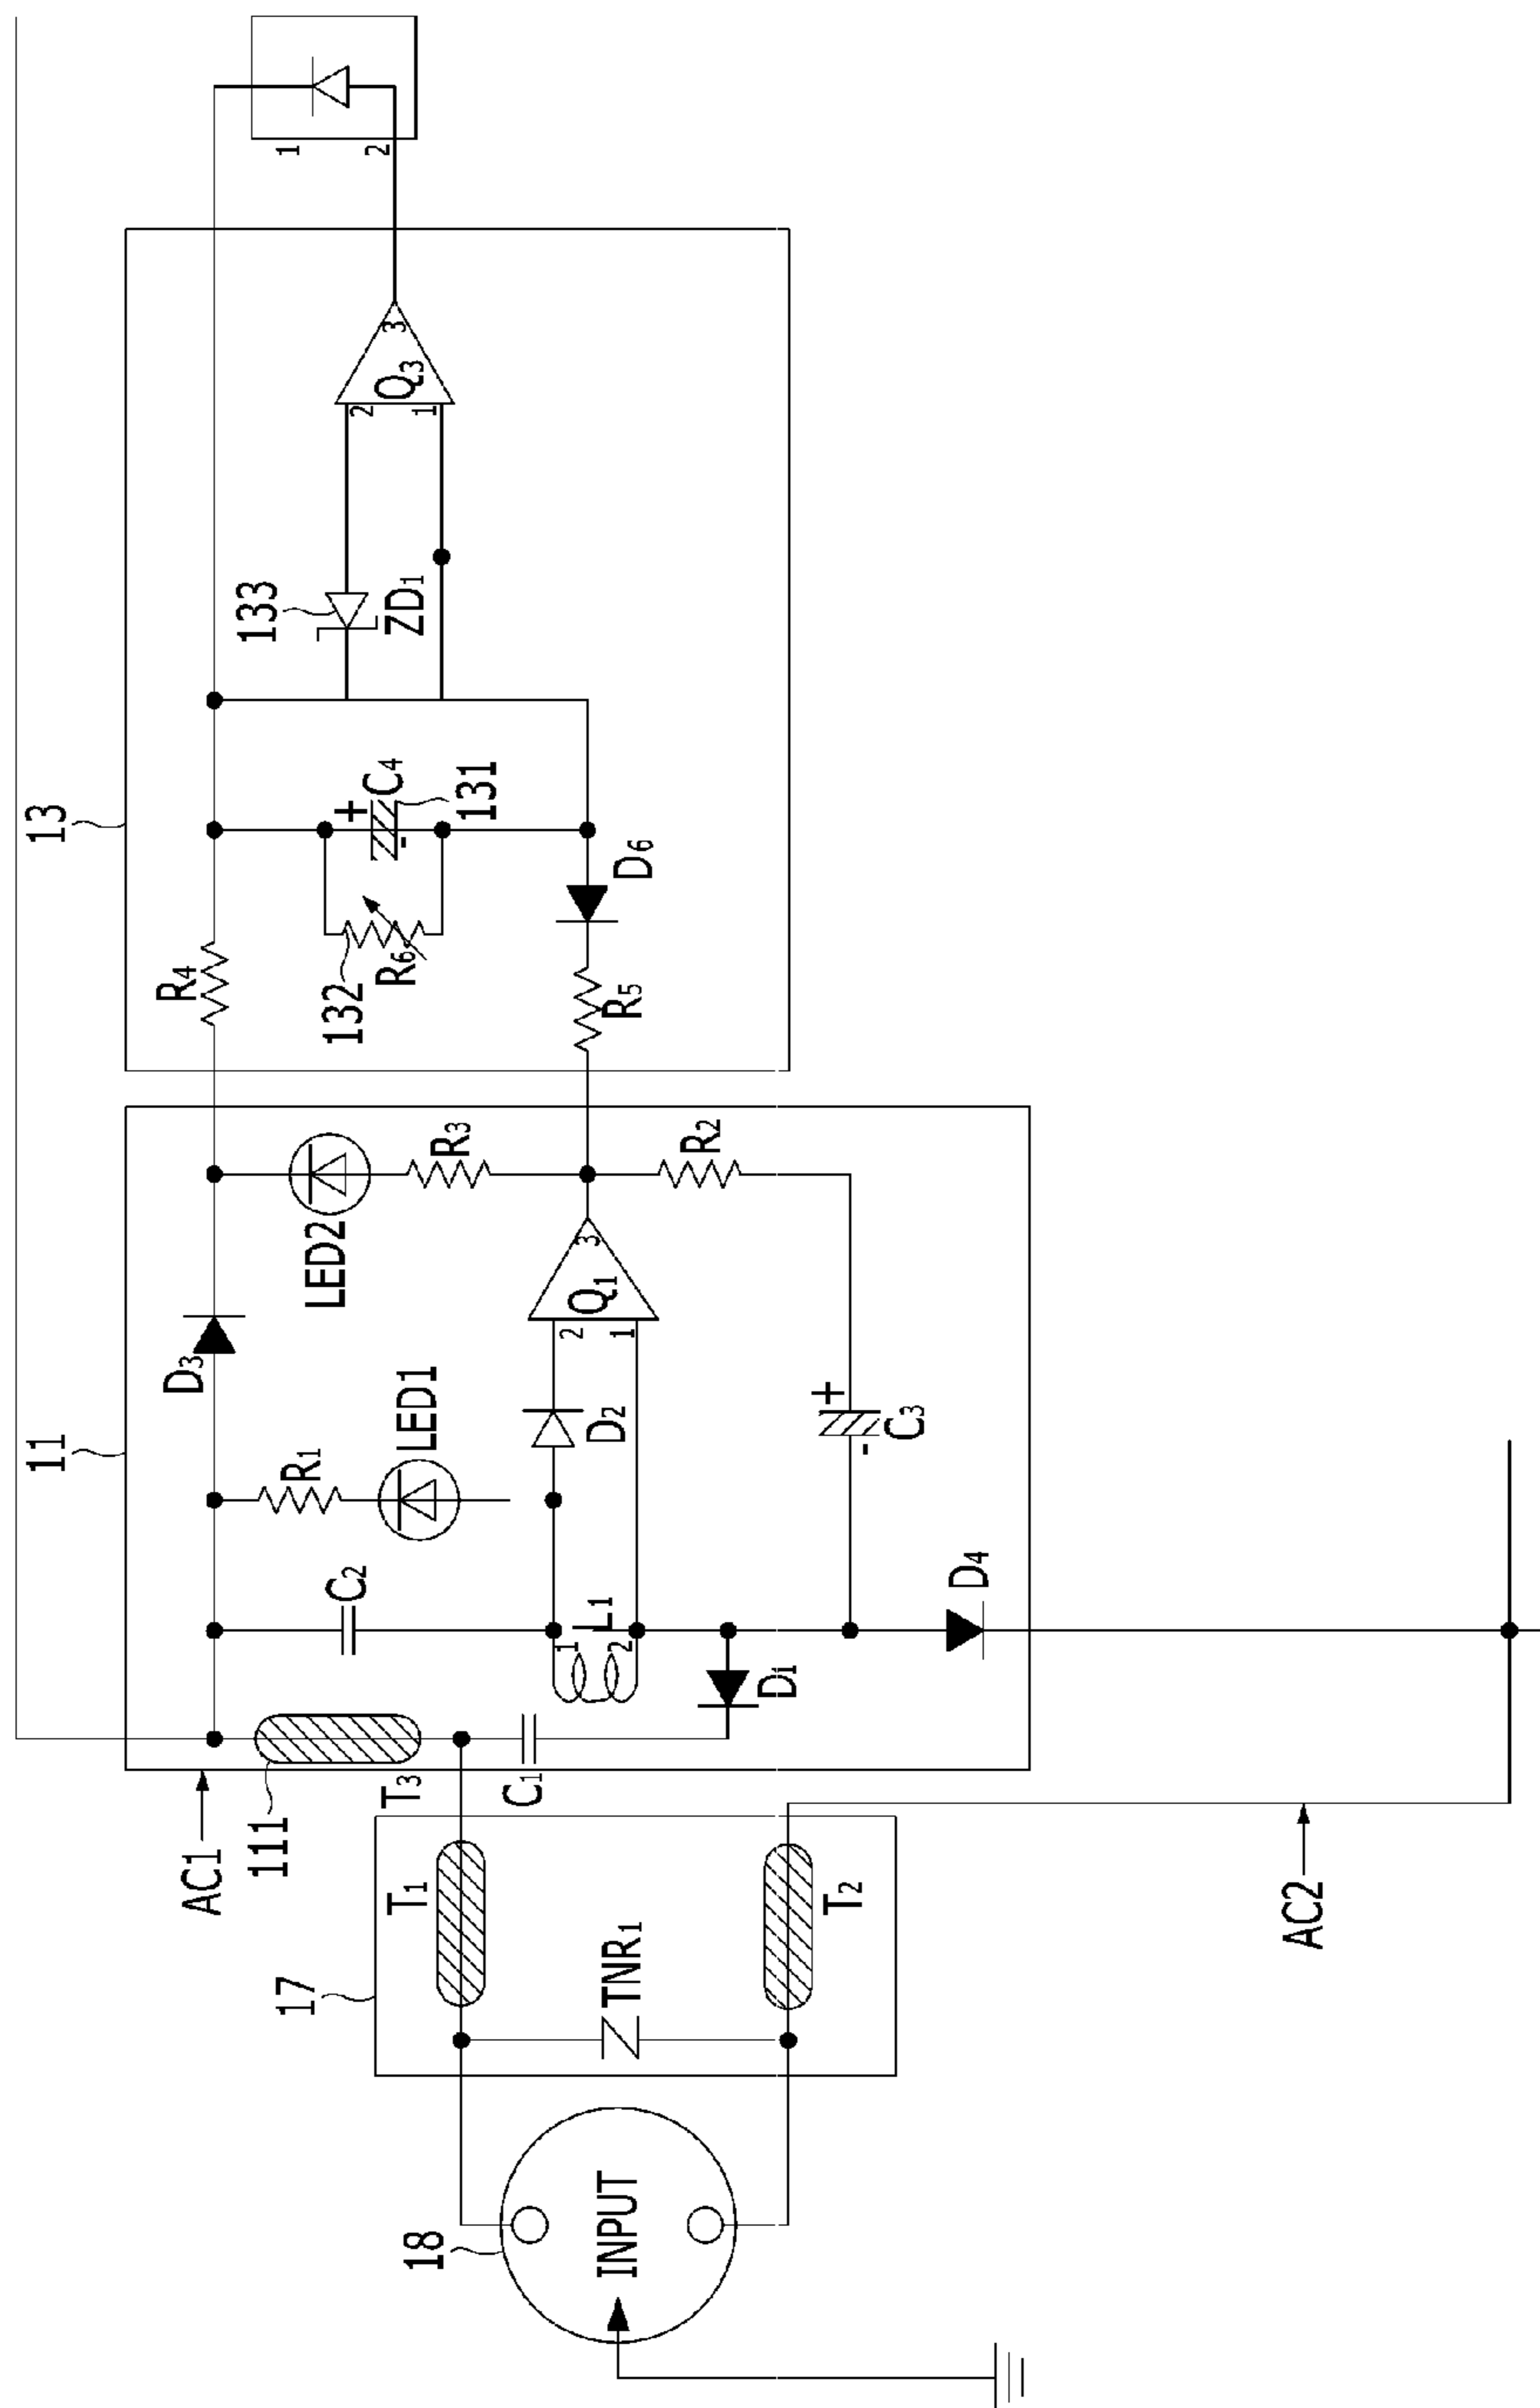 13
11
AC1
111
T3
17
18
INPUT
T1
TNR1
T2
AC2
C1
C2
R1
LED1
D3
LED2
R3
R2
L1
1
2
D1
D2
D4
C3
+
-
Q1
2
1
3
R4
R5
R6
132
D6
C4
131
+
-
133
ZD1
Q3
2
1
3
1
2